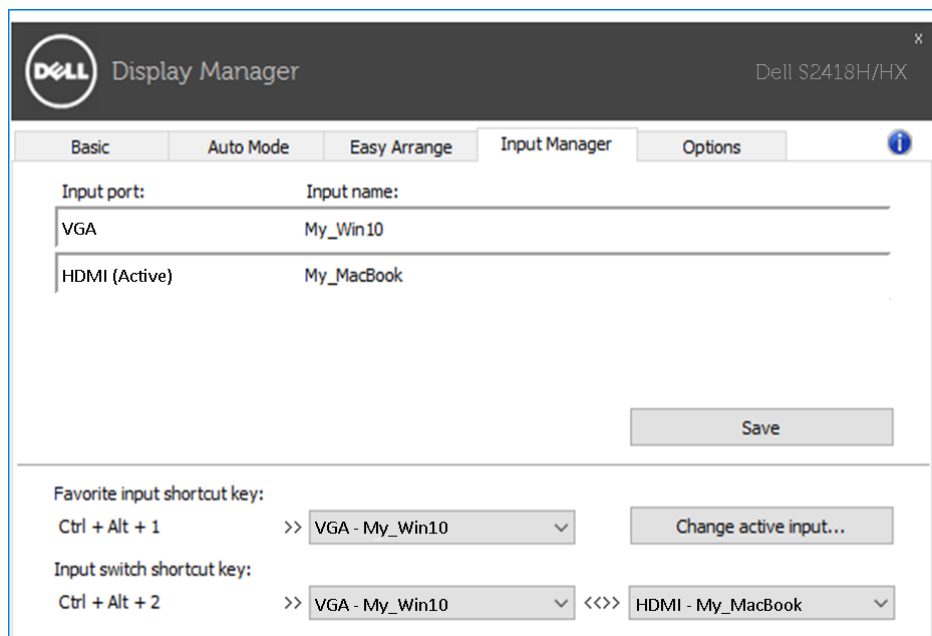 x
DELL Display Manager Dell S2418H/HX
Basic Auto Mode Easy Arrange Input Manager Options i
Input port: Input name:
VGA My_Win10
HDMI (Active) My_MacBook
Save
Favorite input shortcut key:
Ctrl + Alt + 1 >> VGA - My_Win10 Change active input...
Input switch shortcut key:
Ctrl + Alt + 2 >> VGA - My_Win10 <<>> HDMI - My_MacBook